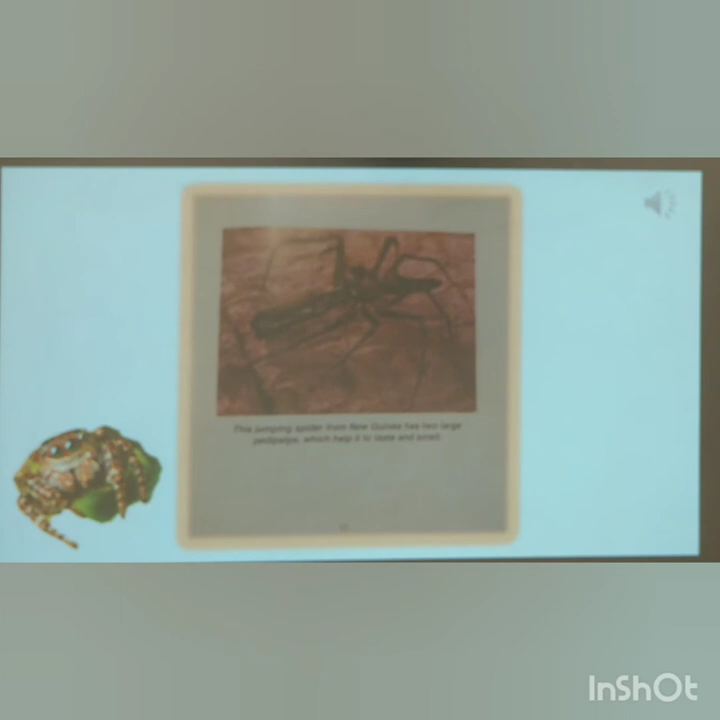 This jumping spider from New Guinea has two large
pedipalps, which help it to taste and smell.
InShOt